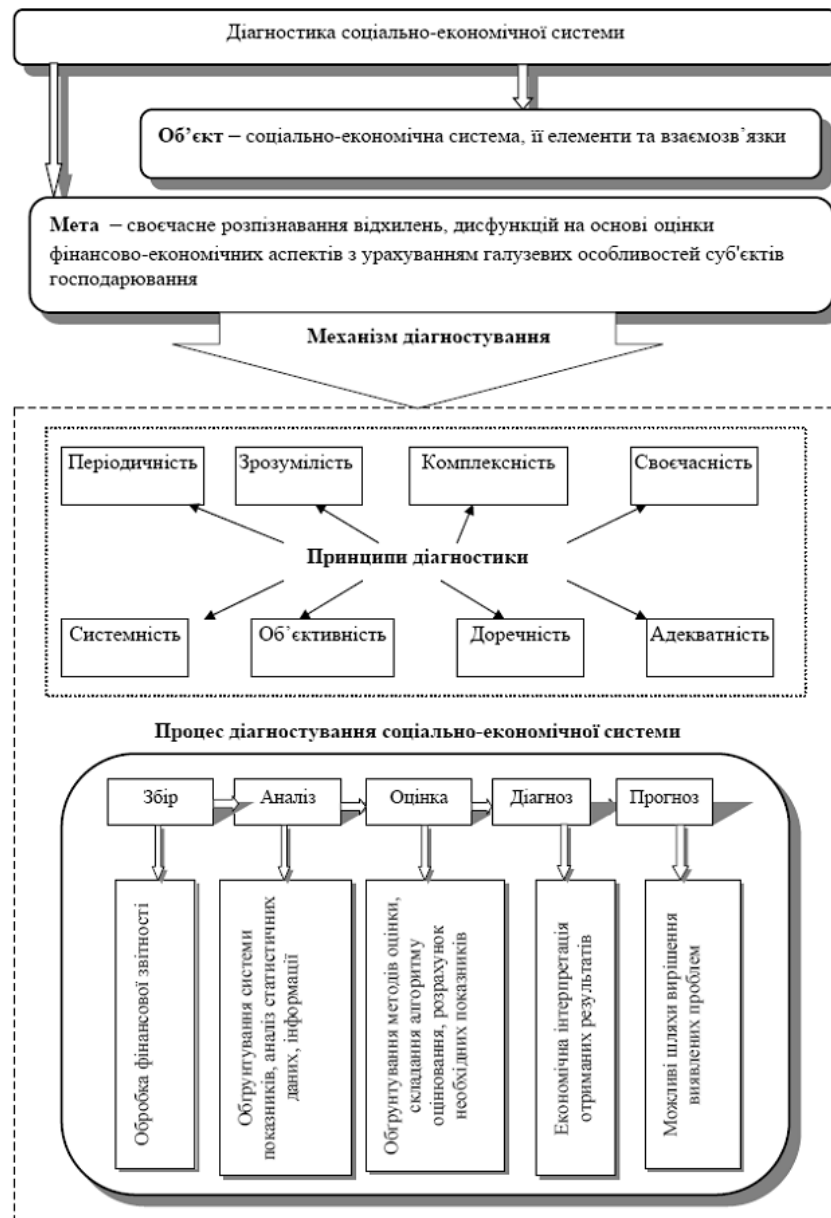 Діагностика соціально-економічної системи
Об’єкт – соціально-економічна система, її елементи та взаємозв’язки
Мета – своєчасне розпізнавання відхилень, дисфункцій на основі оцінки
фінансово-економічних аспектів з урахуванням галузевих особливостей суб'єктів
господарювання
Механізм діагностування
Періодичність
Зрозумілість
Комплексність
Своєчасність
Принципи діагностики
Системність
Об’єктивність
Доречність
Адекватність
Процес діагностування соціально-економічної системи
Збір
Аналіз
Оцінка
Діагноз
Прогноз
Обробка фінансової звітності
Обгрунтування системи
показників, аналіз статистичних
даних, інформації
Обгрунтування методів оцінки,
складання алгоритму
оцінювання, розрахунок
необхідних показників
Економічна інтерпретація
отриманих результатів
Можливі шляхи вирішення
виявлених проблем